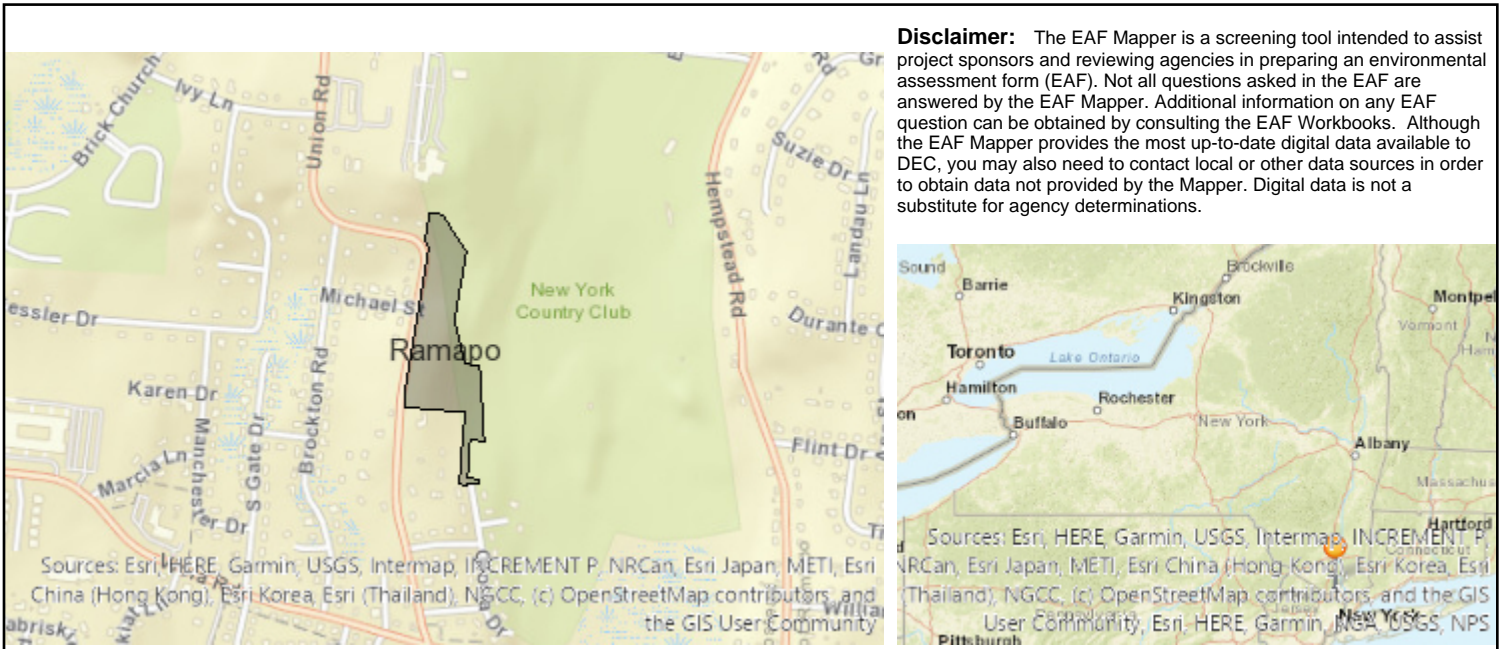 Disclaimer: The EAF Mapper is a screening tool intended to assist
project sponsors and reviewing agencies in preparing an environmental
assessment form (EAF). Not all questions asked in the EAF are
answered by the EAF Mapper. Additional information on any EAF
question can be obtained by consulting the EAF Workbooks. Although
the EAF Mapper provides the most up-to-date digital data available to
DEC, you may also need to contact local or other data sources in order
to obtain data not provided by the Mapper. Digital data is not a
substitute for agency determinations.
Brick Church
Ivy Ln
Union Rd
Rd
Gr
Suzie Dr
Landau Ln
Hempstead Rd
Michael St
New York
Country Club
essler Dr
Durante
Ramapo
Karen Dr
Brockton Rd
S Gate Dr
Manchester Dr
Marcia Ln
Flint Dr
Sources: Esri, HERE, Garmin, USGS, Intermap, INCREMENT P, NRCan, Esri Japan, METI, Esri
China (Hong Kong), Esri Korea, Esri (Thailand), NGCC, (c) OpenStreetMap contributors, and
the GIS User Community
Sound
Barrie
Brockville
Kingston
Montpel
Vermont
Toronto
Lake Ontario
Hamilton
Rochester
Buffalo
New York
Albany
Massachus
Hartford
Connecticut
Sources: Esri, HERE, Garmin, USGS, Intermap, INCREMENT P,
NRCan, Esri Japan, METI, Esri China (Hong Kong), Esri Korea, Esri
(Thailand), NGCC, (c) OpenStreetMap contributors, and the GIS
User Community, Esri, HERE, Garmin, NGA, USGS, NPS
Pennsylvania
New York
Pittsburgh